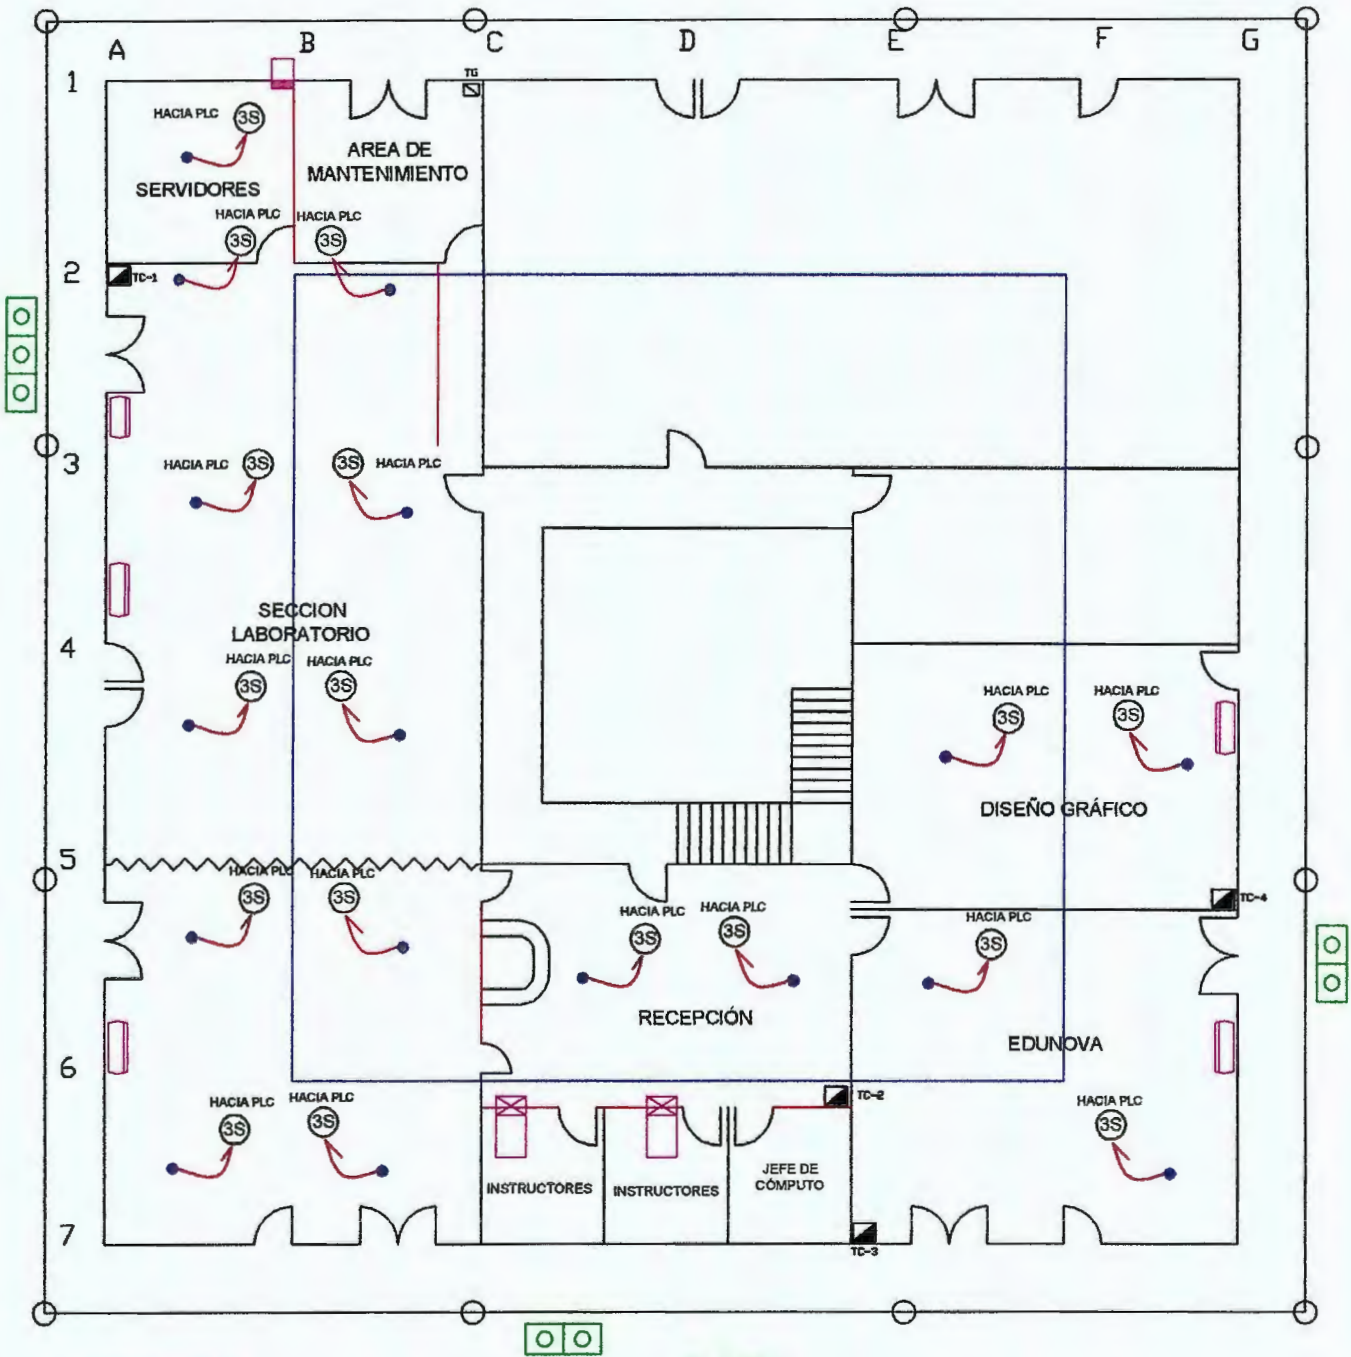 A B C D E F G
1
TG
HACIA PLC
3S
AREA DE
MANTENIMIENTO
SERVIDORES
HACIA PLC HACIA PLC
3S 3S
2
TC-1
3
HACIA PLC 3S 3S HACIA PLC
SECCION
LABORATORIO
4
HACIA PLC HACIA PLC
3S 3S
HACIA PLC HACIA PLC
3S 3S
DISEÑO GRÁFICO
5
HACIA PLC HACIA PLC
3S 3S
TC-4
HACIA PLC HACIA PLC
3S 3S
HACIA PLC
3S
RECEPCIÓN
EDUNOVA
6
TC-2
HACIA PLC HACIA PLC
3S 3S
HACIA PLC
3S
INSTRUCTORES
INSTRUCTORES
JEFE DE
CÓMPUTO
7
TC-3